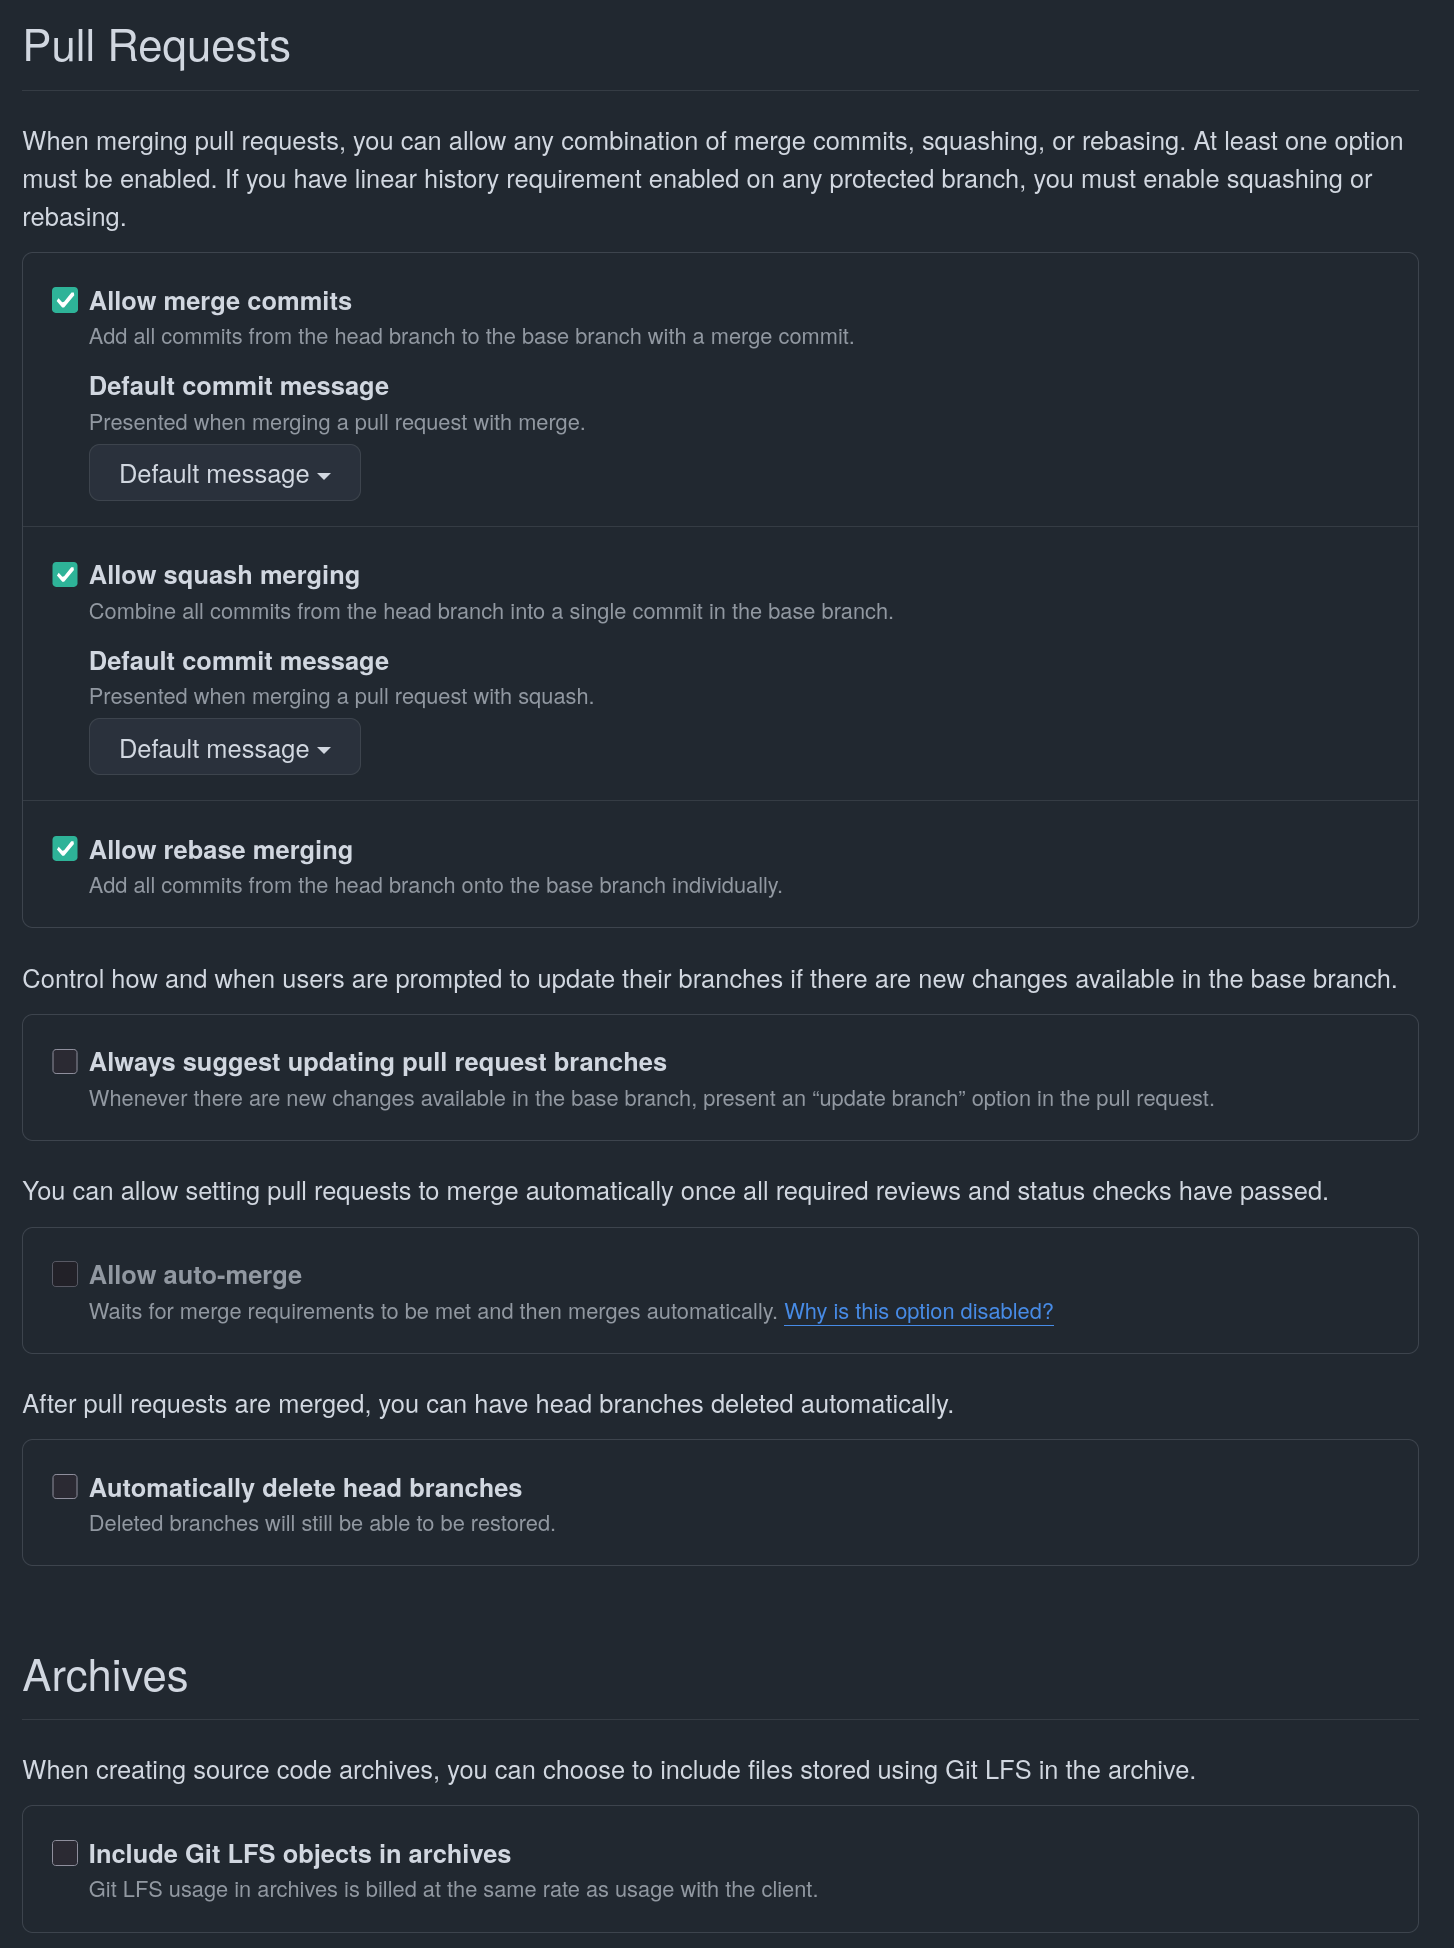 Pull Requests
When merging pull requests, you can allow any combination of merge commits, squashing, or rebasing. At least one option
must be enabled. If you have linear history requirement enabled on any protected branch, you must enable squashing or
rebasing.
Allow merge commits
Add all commits from the head branch to the base branch with a merge commit.
Default commit message
Presented when merging a pull request with merge.
Default message
Allow squash merging
Combine all commits from the head branch into a single commit in the base branch.
Default commit message
Presented when merging a pull request with squash.
Default message
Allow rebase merging
Add all commits from the head branch onto the base branch individually.
Control how and when users are prompted to update their branches if there are new changes available in the base branch.
Always suggest updating pull request branches
Whenever there are new changes available in the base branch, present an “update branch” option in the pull request.
You can allow setting pull requests to merge automatically once all required reviews and status checks have passed.
Allow auto-merge
Waits for merge requirements to be met and then merges automatically. Why is this option disabled?
After pull requests are merged, you can have head branches deleted automatically.
Automatically delete head branches
Deleted branches will still be able to be restored.
Archives
When creating source code archives, you can choose to include files stored using Git LFS in the archive.
Include Git LFS objects in archives
Git LFS usage in archives is billed at the same rate as usage with the client.